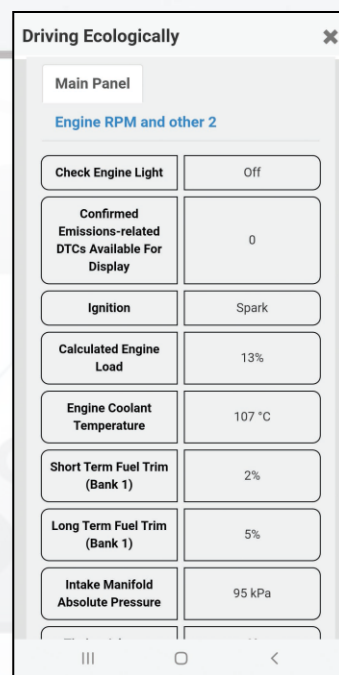 Driving Ecologically
Main Panel
Engine RPM and other 2
Check Engine Light
Off
Confirmed
Emissions-related
DTCs Available For
Display
0
Ignition
Spark
Calculated Engine
Load
13%
Engine Coolant
Temperature
107 °C
Short Term Fuel Trim
(Bank 1)
2%
Long Term Fuel Trim
(Bank 1)
5%
Intake Manifold
Absolute Pressure
95 kPa